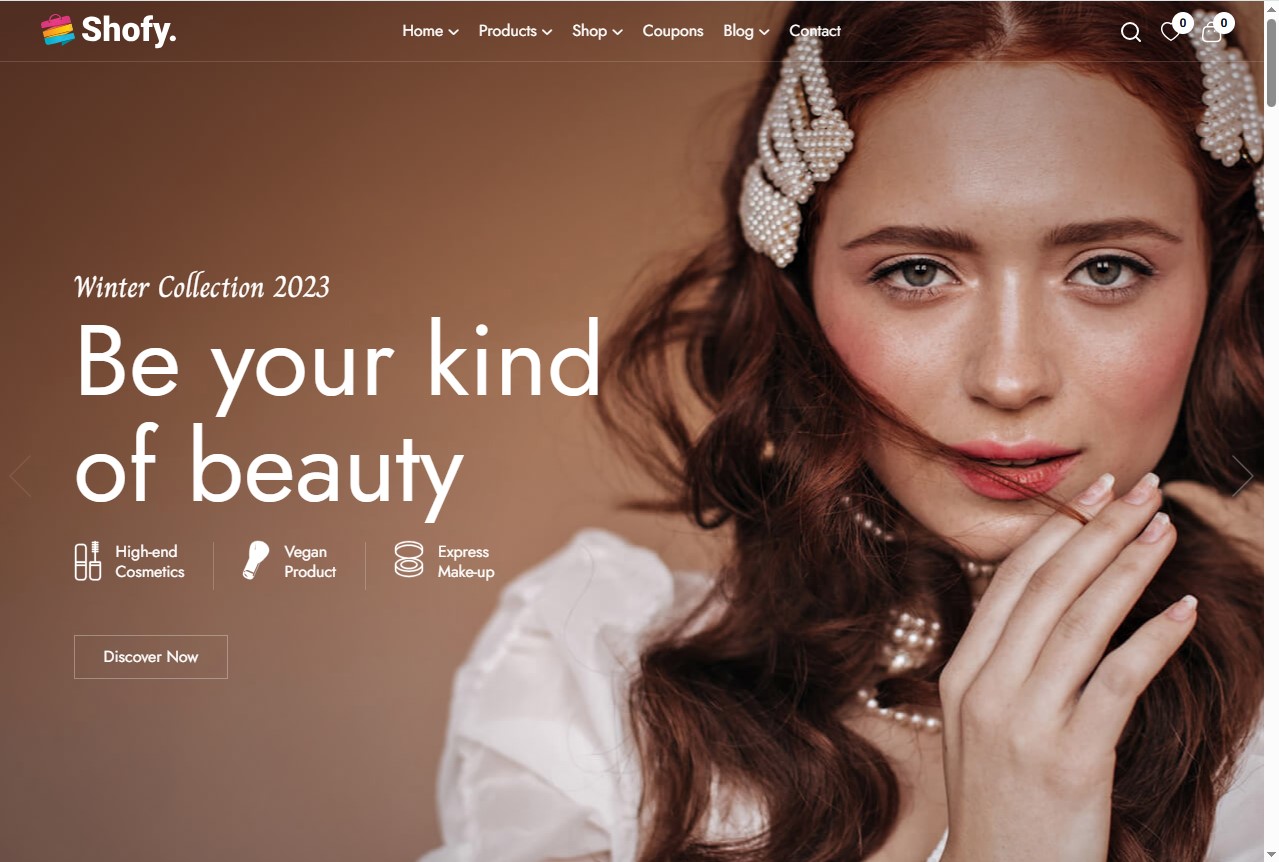 Shofy.
Home
Products
Shop
Coupons
Blog
Contact
0
0
Winter Collection 2023
Be your kind
of beauty
High-end
Cosmetics
Vegan
Product
Express
Make-up
Discover Now